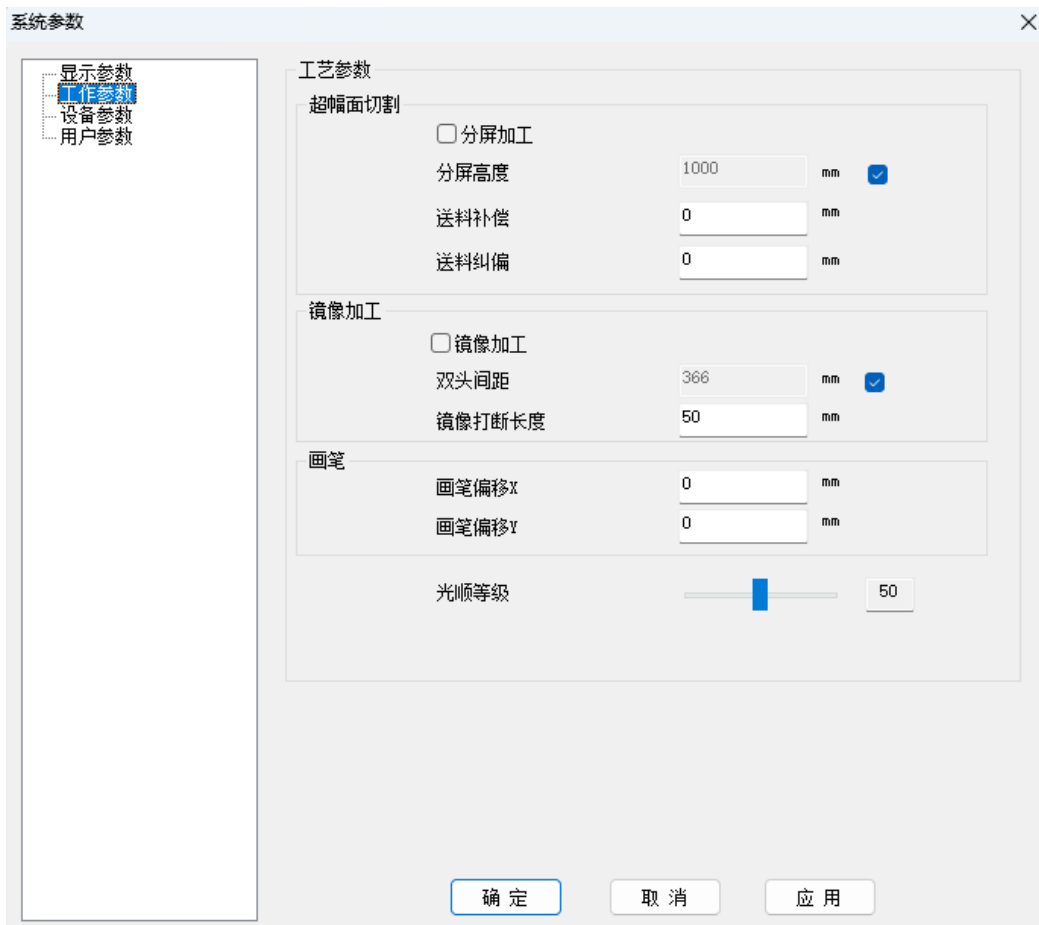 系统参数
显示参数
工作参数
设备参数
用户参数
工艺参数
超幅面切割
分屏加工
分屏高度 1000 mm
送料补偿 0 mm
送料纠偏 0 mm
镜像加工
镜像加工
双头间距 366 mm
镜像打断长度 50 mm
画笔
画笔偏移X 0 mm
画笔偏移Y 0 mm
光顺等级 50
确定 取消 应用